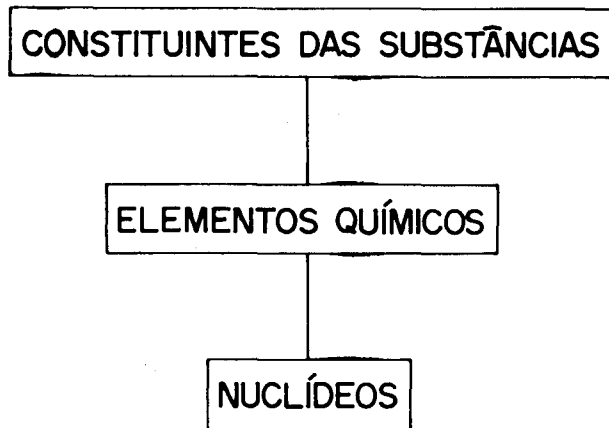 CONSTITUINTES DAS SUBSTÂNCIAS
ELEMENTOS QUÍMICOS
NUCLÍDEOS